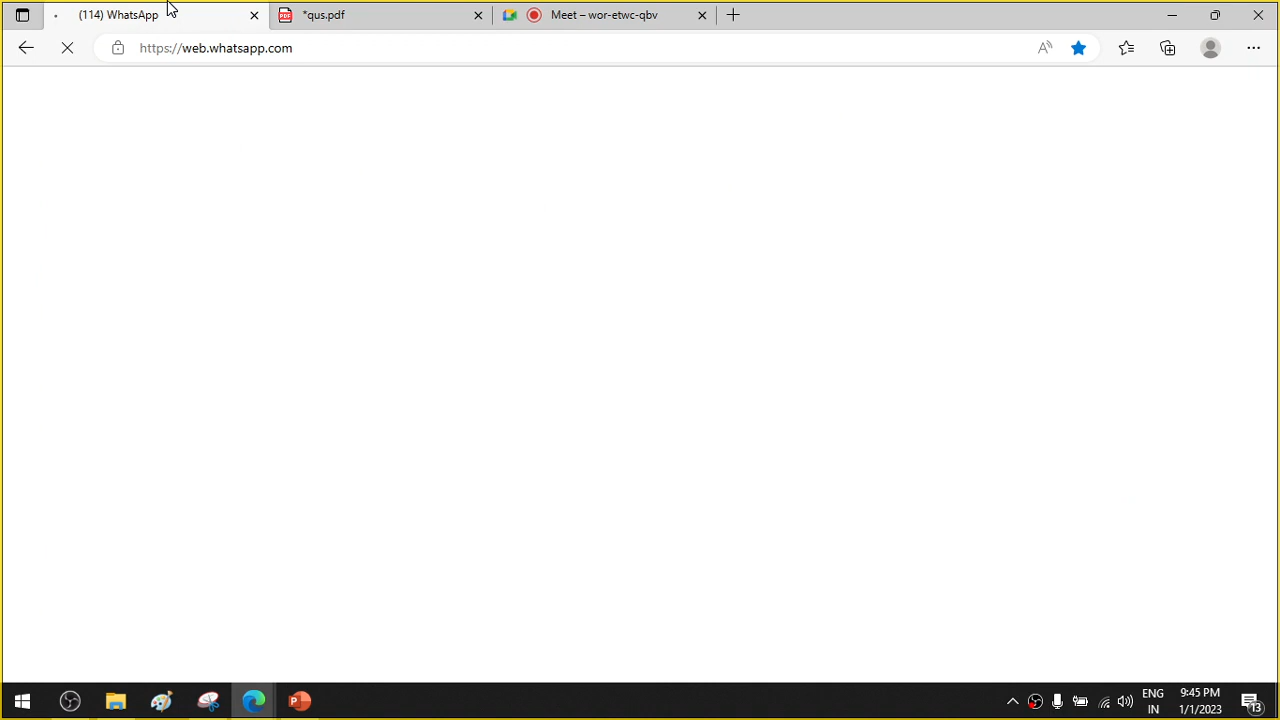 (114) WhatsApp
*qus.pdf
Meet – wor-etwc-qbv
https://web.whatsapp.com
ENG
IN
9:45 PM
1/1/2023
13